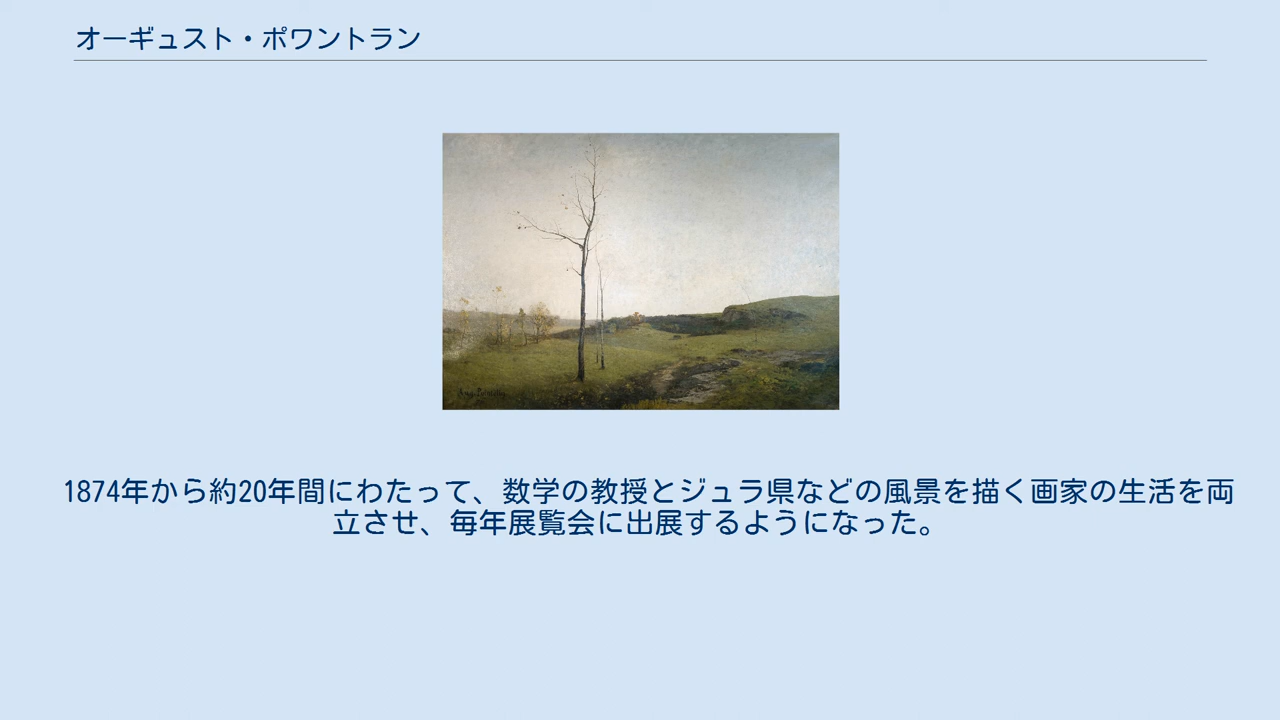 オーギュスト・ポワントラン
1874年から約20年間にわたって、数学の教授とジュラ県などの風景を描く画家の生活を両
立させ、毎年展覧会に出展するようになった。